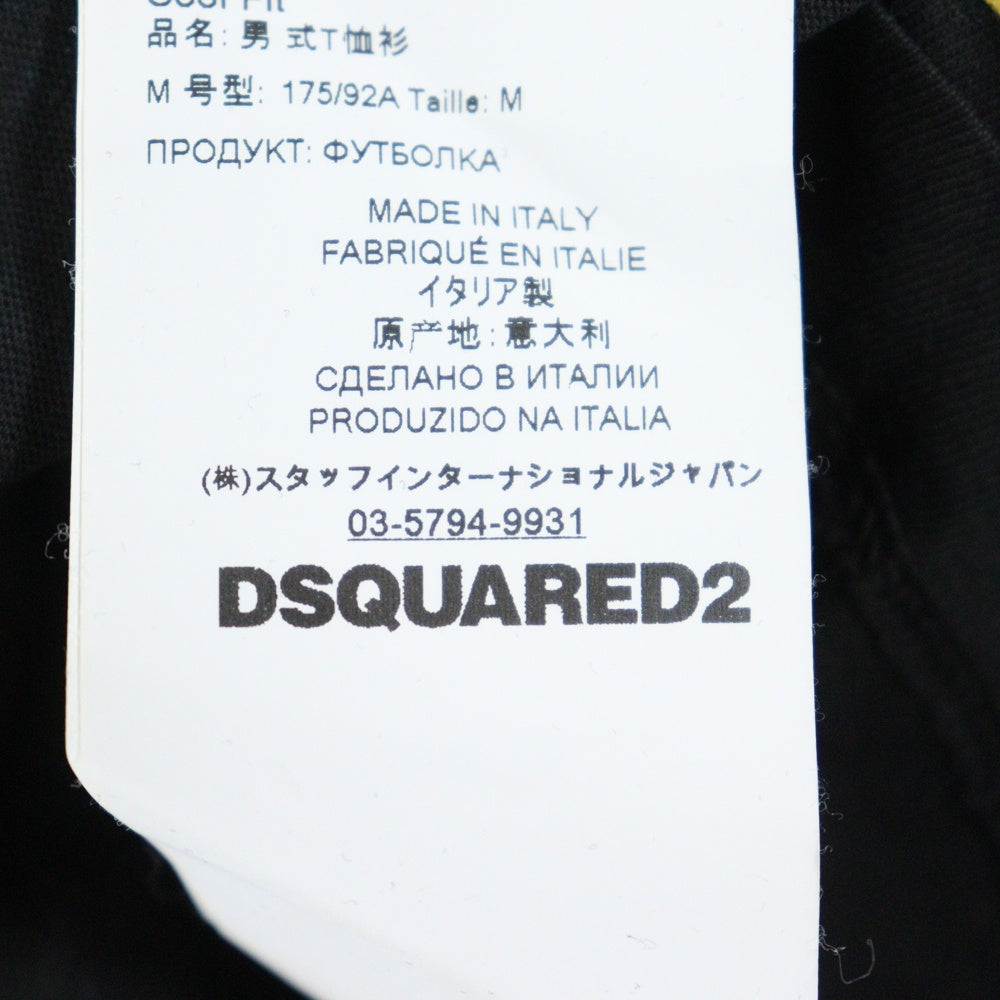 Cool Fit
品名: 男 式T恤衫
M 号型: 175/92A Taille: M
ПРОДУКТ: ФУТБОЛКА
MADE IN ITALY
FABRIQUÉ EN ITALIE
イタリア製
原产地:意大利
СДЕЛАНО В ИТАЛИИ
PRODUZIDO NA ITALIA
(株)スタッフインターナショナルジャパン
03-5794-9931
DSQUARED2